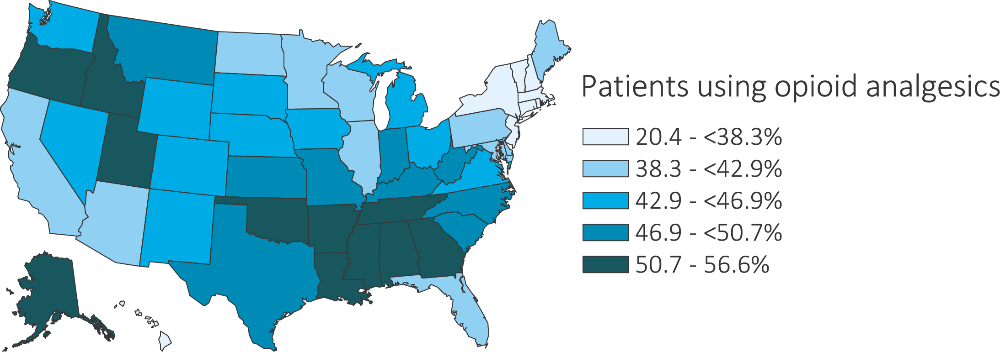 Patients using opioid analgesics
20.4 - <38.3%
38.3 - <42.9%
42.9 - <46.9%
46.9 - <50.7%
50.7 - 56.6%